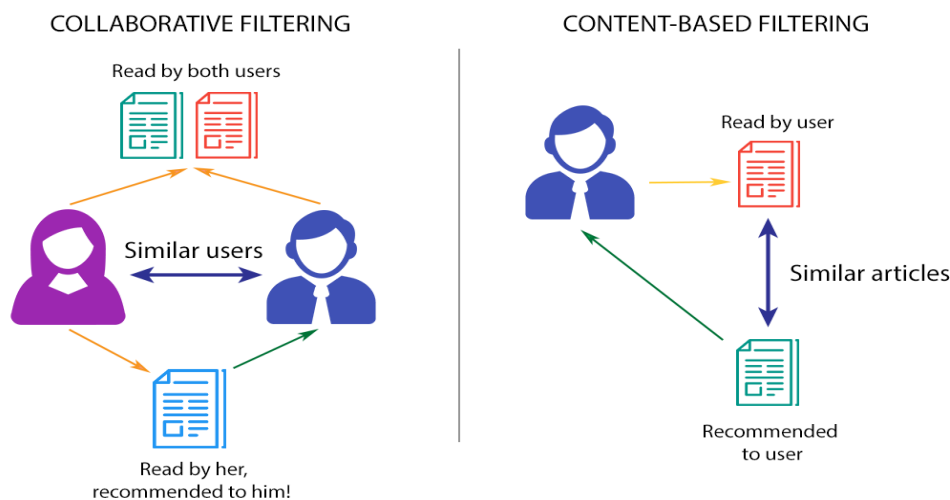 COLLABORATIVE FILTERING
Read by both users
Similar users
Read by her,
recommended to him!
CONTENT-BASED FILTERING
Read by user
Similar articles
Recommended
to user